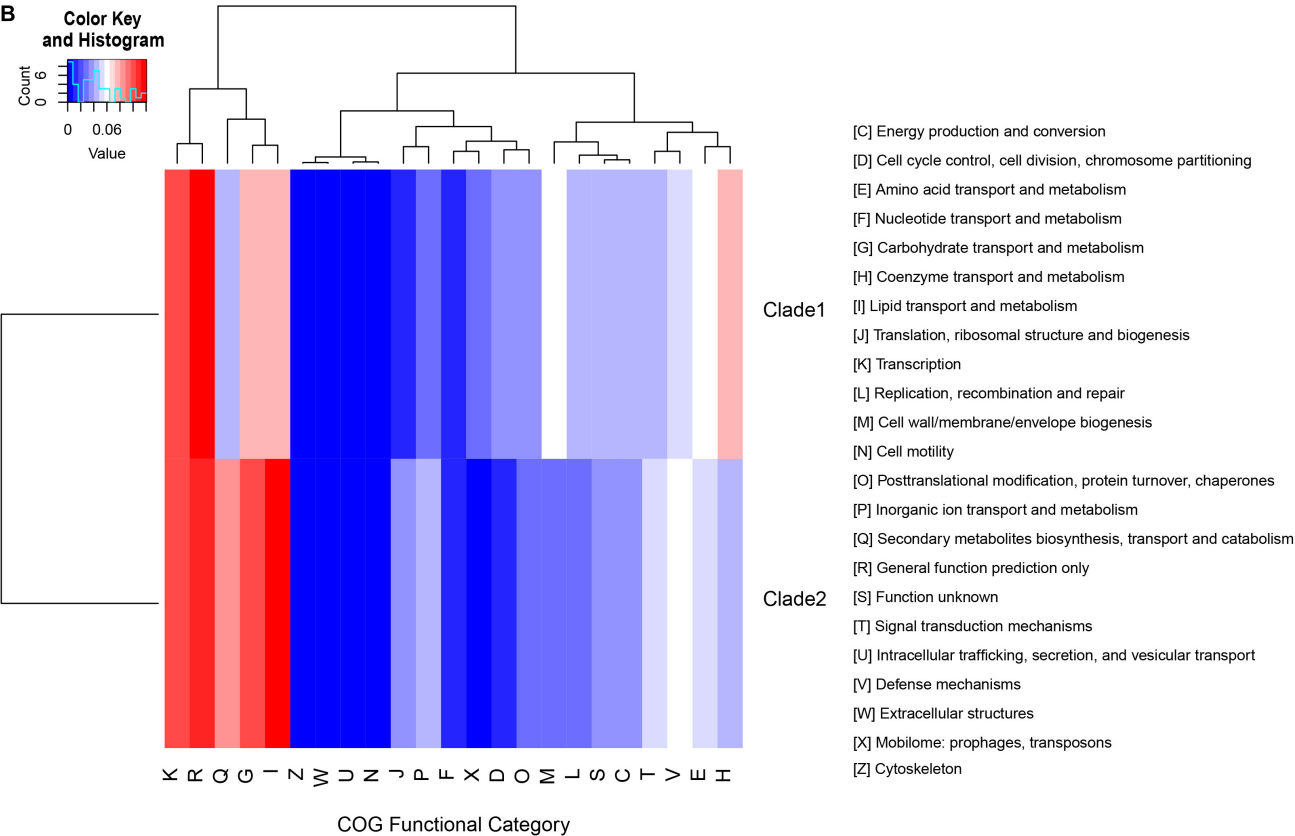 B
Color Key
and Histogram
Count
0 6
0 0.06
Value
[C] Energy production and conversion
[D] Cell cycle control, cell division, chromosome partitioning
[E] Amino acid transport and metabolism
[F] Nucleotide transport and metabolism
[G] Carbohydrate transport and metabolism
[H] Coenzyme transport and metabolism
[I] Lipid transport and metabolism
[J] Translation, ribosomal structure and biogenesis
[K] Transcription
[L] Replication, recombination and repair
[M] Cell wall/membrane/envelope biogenesis
[N] Cell motility
[O] Posttranslational modification, protein turnover, chaperones
[P] Inorganic ion transport and metabolism
[Q] Secondary metabolites biosynthesis, transport and catabolism
[R] General function prediction only
[S] Function unknown
[T] Signal transduction mechanisms
[U] Intracellular trafficking, secretion, and vesicular transport
[V] Defense mechanisms
[W] Extracellular structures
[X] Mobilome: prophages, transposons
[Z] Cytoskeleton
Clade1
Clade2
K R Q G I Z W U N J P F X D O M L S C T V E H
COG Functional Category